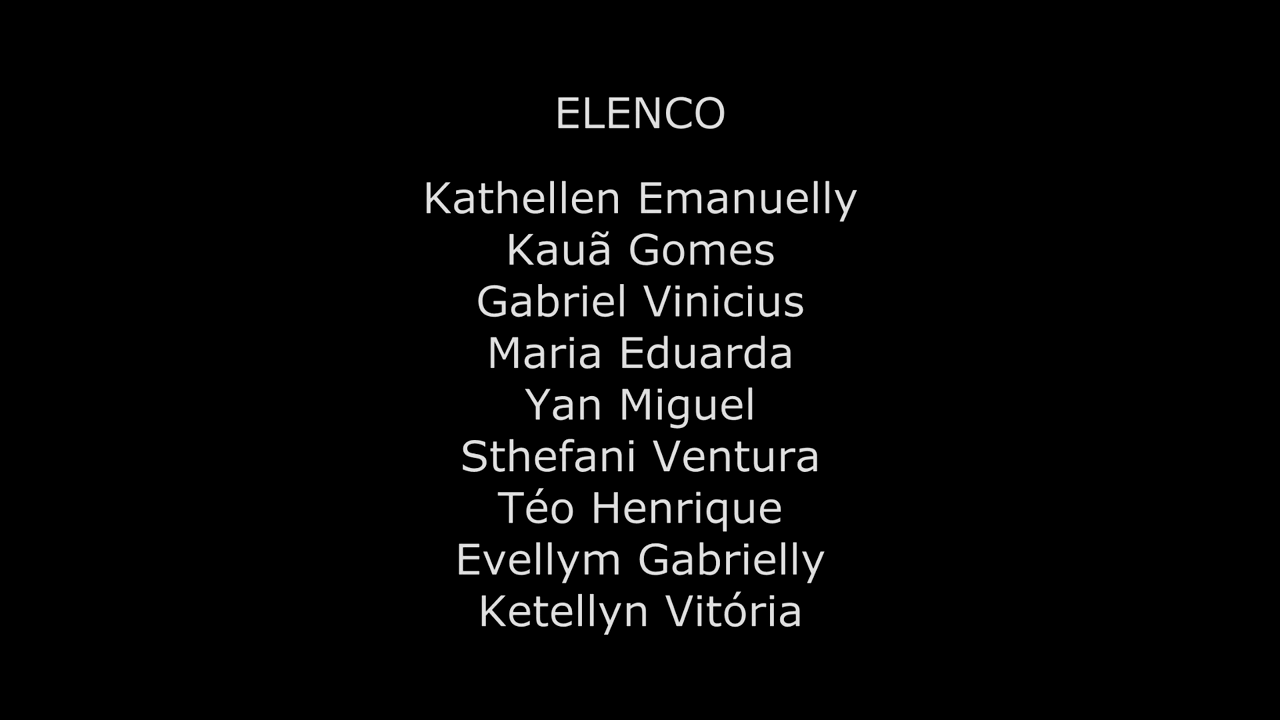 ELENCO
Kathellen Emanuelly
Kauã Gomes
Gabriel Vinicius
Maria Eduarda
Yan Miguel
Sthefani Ventura
Téo Henrique
Evellym Gabrielly
Ketellyn Vitória